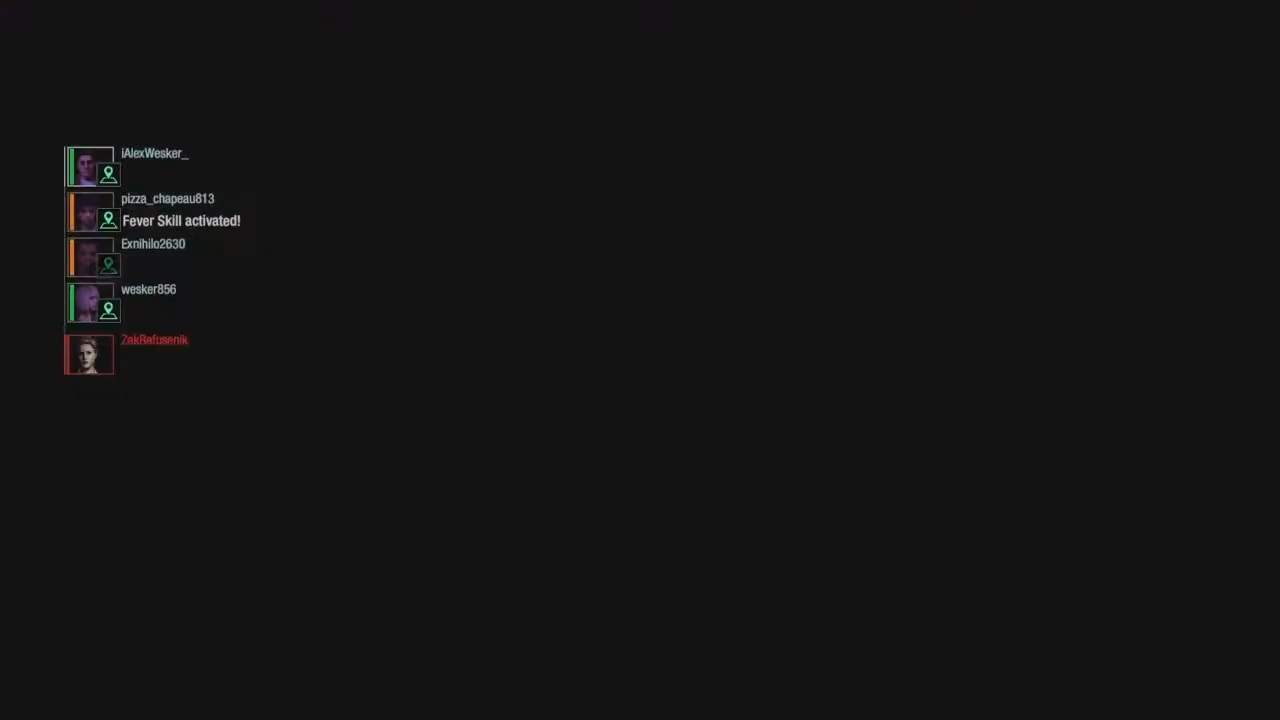 iAlexWesker_
pizza_chapeau813
Fever Skill activated!
Exnihilo2630
wesker856
ZakRefusenik